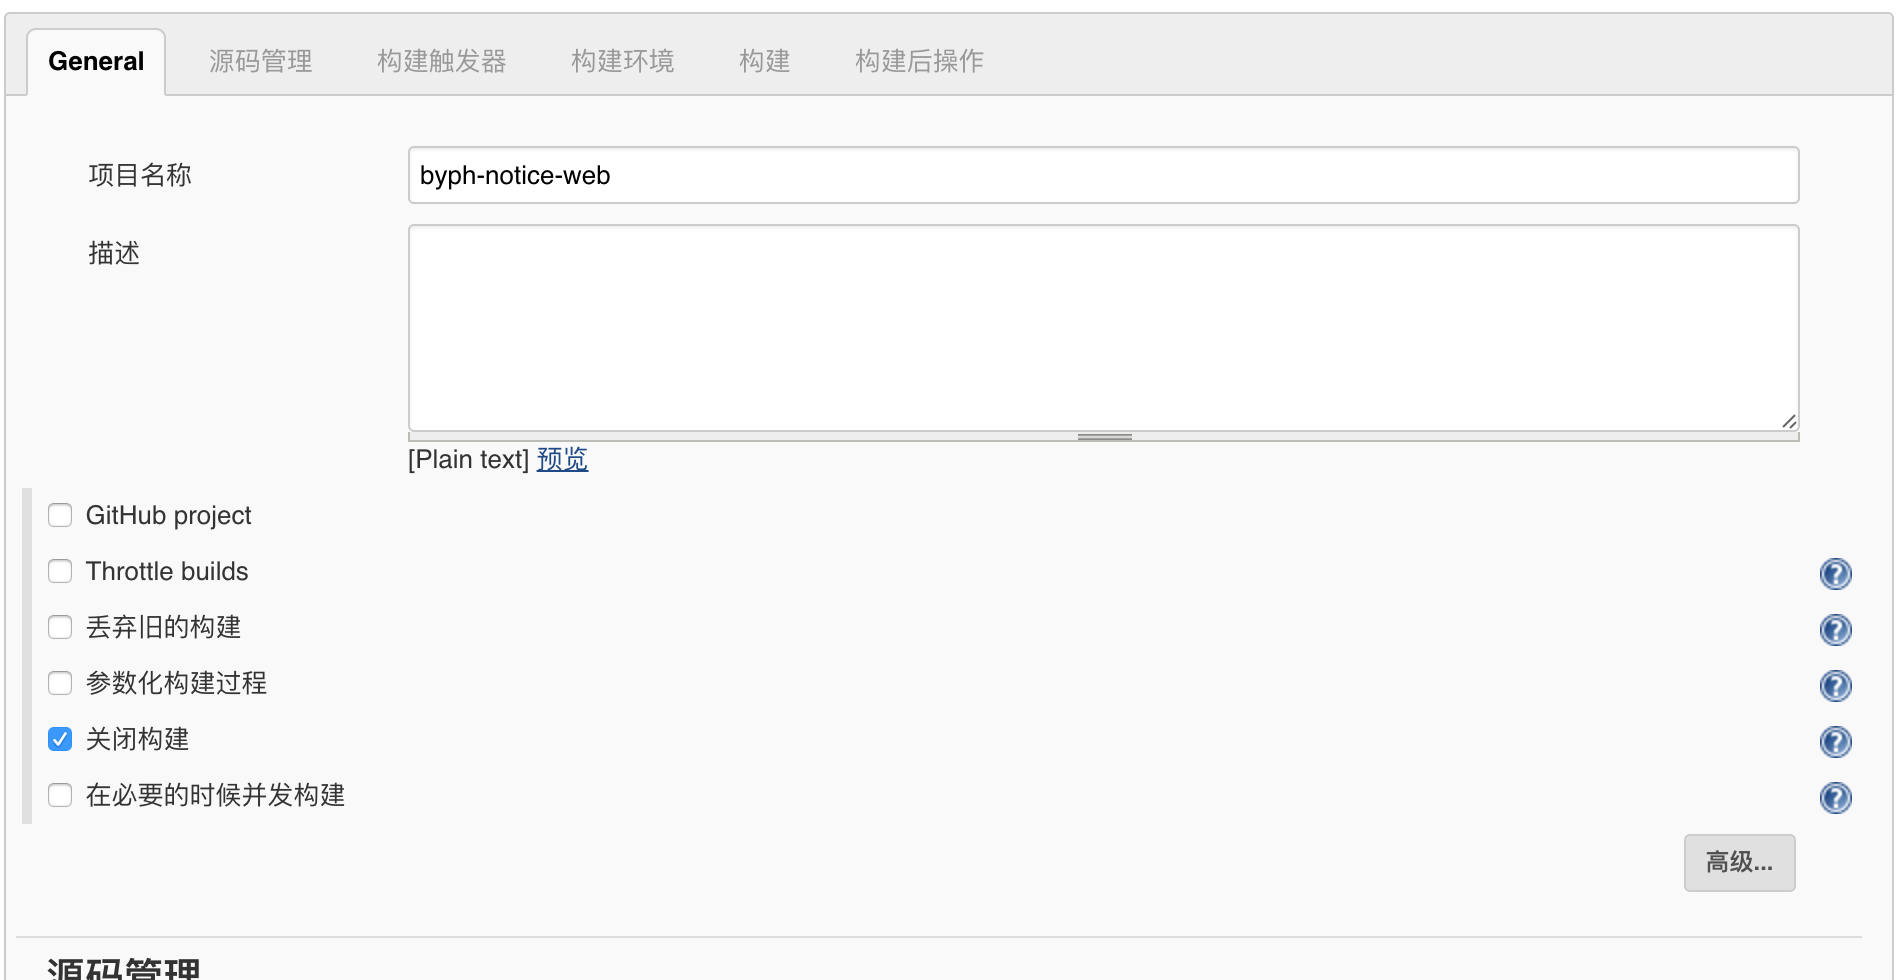 General 源码管理 构建触发器 构建环境 构建 构建后操作
项目名称 byph-notice-web
描述
[Plain text] 预览
GitHub project
Throttle builds
丢弃旧的构建
参数化构建过程
关闭构建
在必要的时候并发构建
高级...
源码管理